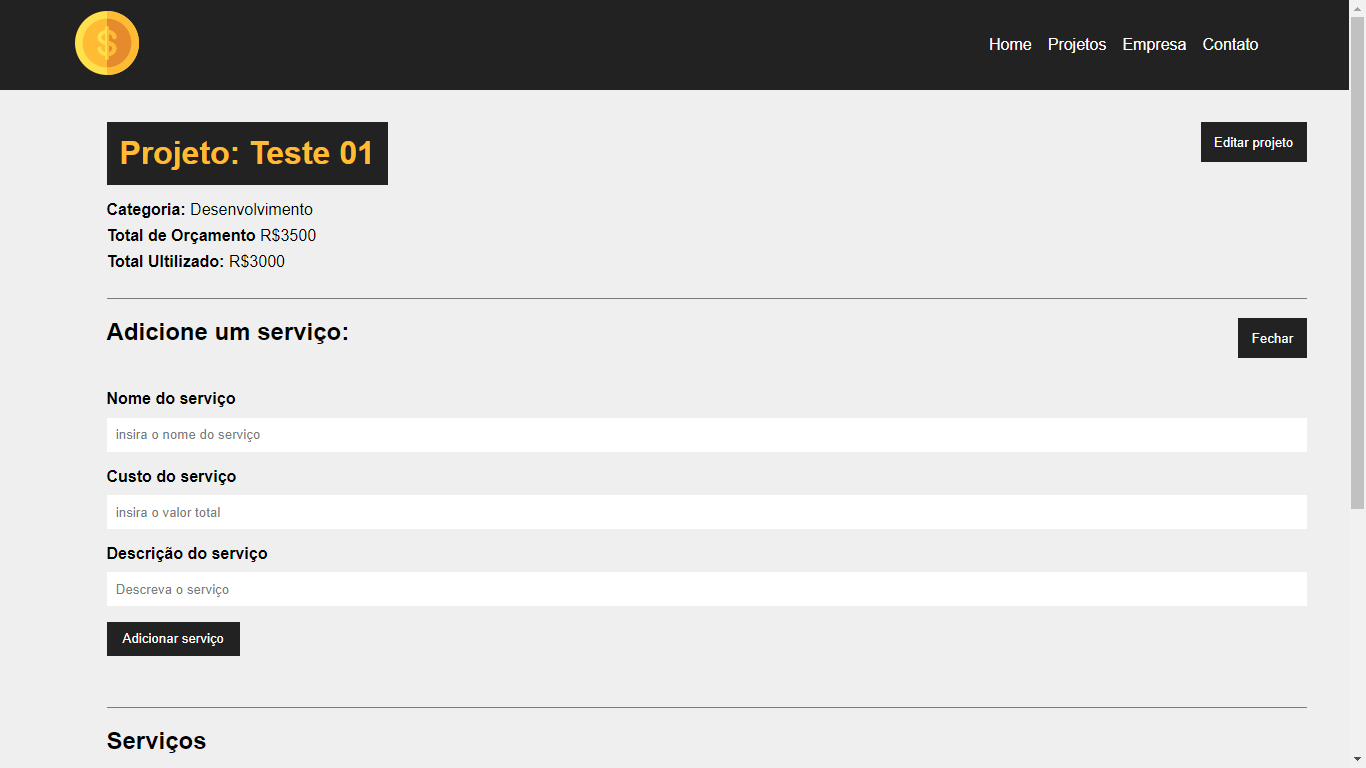 $
Home Projetos Empresa Contato
Projeto: Teste 01
Editar projeto
Categoria: Desenvolvimento
Total de Orçamento R$3500
Total Ultilizado: R$3000
Adicione um serviço:
Fechar
Nome do serviço
insira o nome do serviço
Custo do serviço
insira o valor total
Descrição do serviço
Descreva o serviço
Adicionar serviço
Serviços